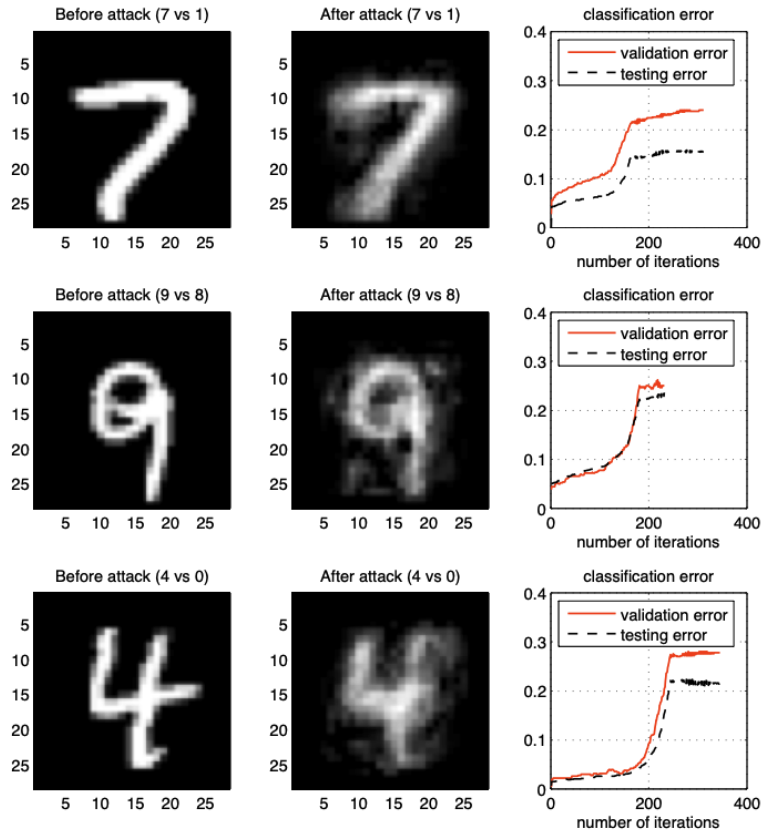 Before attack (7 vs 1)
5
10
15
20
25
5 10 15 20 25
After attack (7 vs 1)
5
10
15
20
25
5 10 15 20 25
classification error
0.4
0.3
0.2
0.1
0
validation error
testing error
0 200 400
number of iterations
Before attack (9 vs 8)
5
10
15
20
25
5 10 15 20 25
After attack (9 vs 8)
5
10
15
20
25
5 10 15 20 25
classification error
0.4
0.3
0.2
0.1
0
validation error
testing error
0 200 400
number of iterations
Before attack (4 vs 0)
5
10
15
20
25
5 10 15 20 25
After attack (4 vs 0)
5
10
15
20
25
5 10 15 20 25
classification error
0.4
0.3
0.2
0.1
0
validation error
testing error
0 200 400
number of iterations
7
7
9
9
4
4